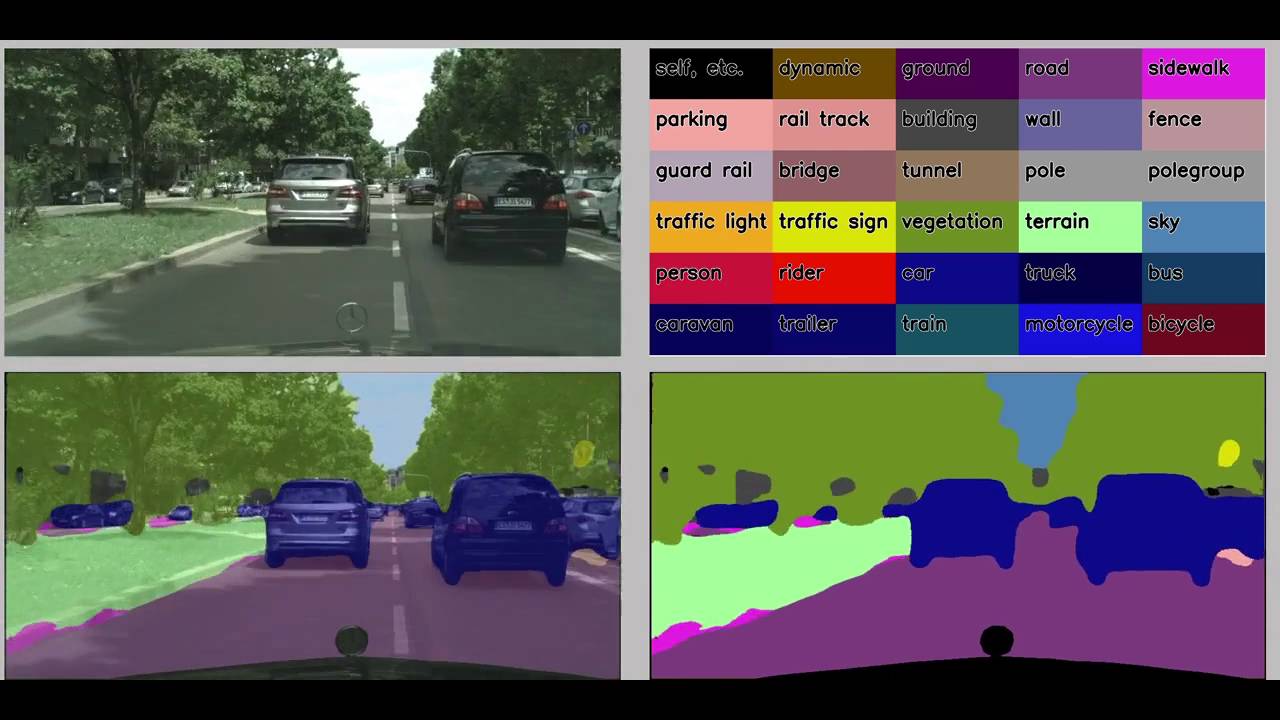 self, etc. dynamic ground road sidewalk
parking rail track building wall fence
guard rail bridge tunnel pole polegroup
traffic light traffic sign vegetation terrain sky
person rider car truck bus
caravan trailer train motorcycle bicycle